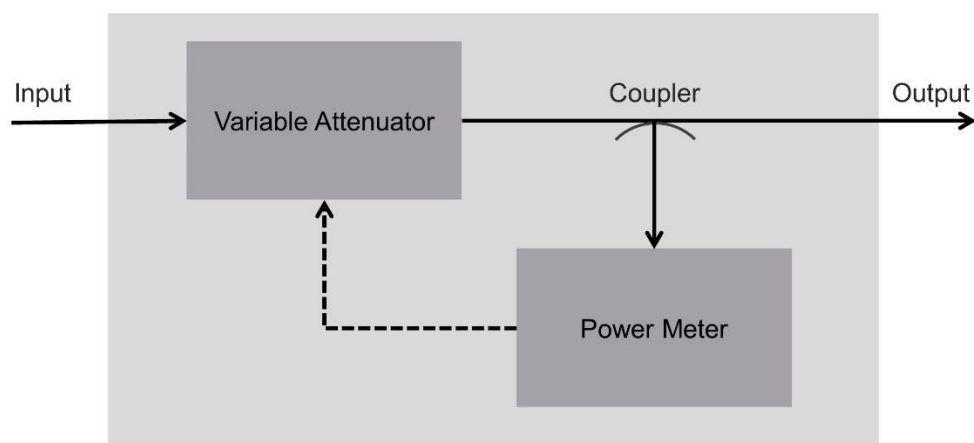 Input
Variable Attenuator
Coupler
Output
Power Meter